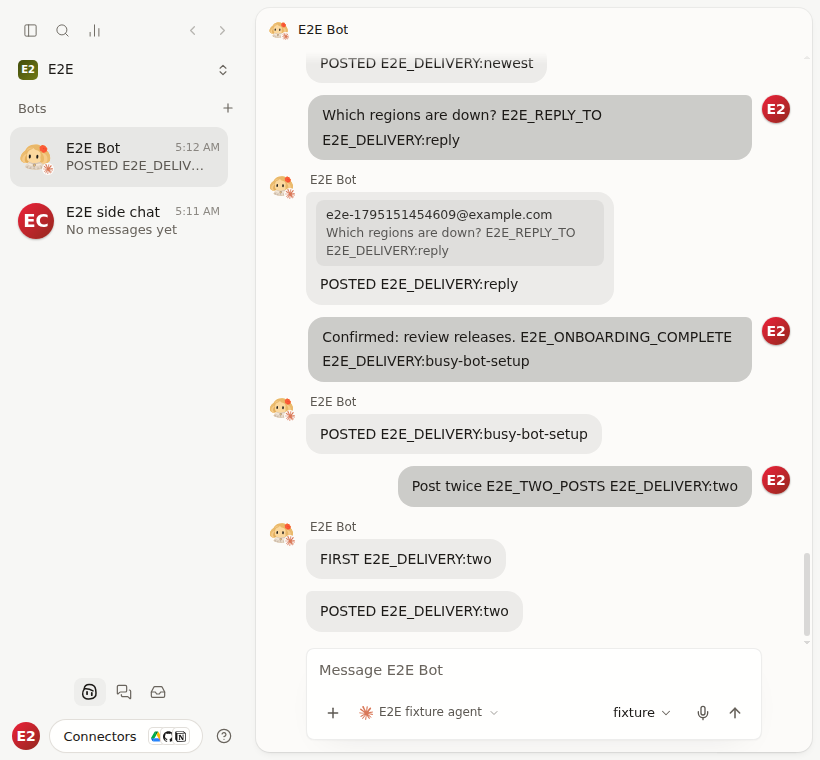 E2 E2E
Bots
E2E Bot 5:12 AM
POSTED E2E_DELIV...
EC E2E side chat 5:11 AM
No messages yet
E2 Connectors
E2E Bot
POSTED E2E_DELIVERY:newest
Which regions are down? E2E_REPLY_TO
E2E_DELIVERY:reply
E2
E2E Bot
e2e-1795151454609@example.com
Which regions are down? E2E_REPLY_TO
E2E_DELIVERY:reply
POSTED E2E_DELIVERY:reply
Confirmed: review releases. E2E_ONBOARDING_COMPLETE
E2E_DELIVERY:busy-bot-setup
E2
E2E Bot
POSTED E2E_DELIVERY:busy-bot-setup
Post twice E2E_TWO_POSTS E2E_DELIVERY:two
E2
E2E Bot
FIRST E2E_DELIVERY:two
POSTED E2E_DELIVERY:two
Message E2E Bot
E2E fixture agent fixture